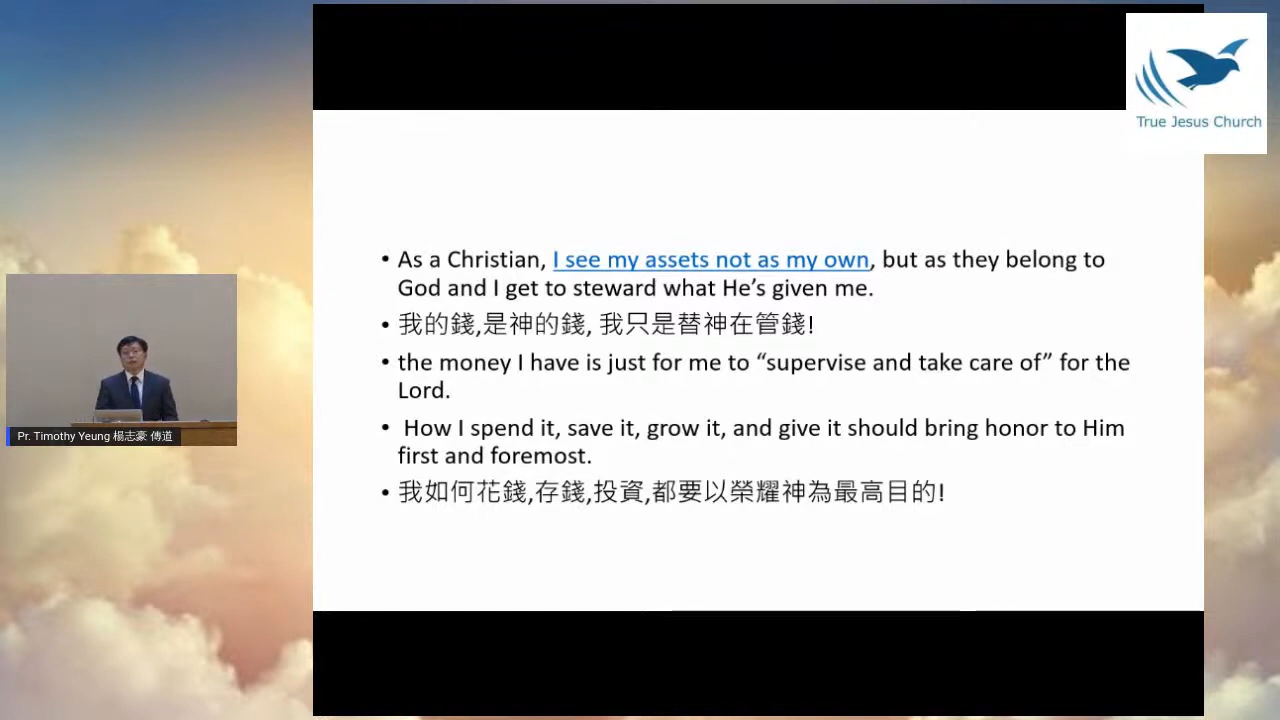 True Jesus Church
• As a Christian, I see my assets not as my own, but as they belong to
God and I get to steward what He’s given me.
• 我的錢,是神的錢, 我只是替神在管錢!
• the money I have is just for me to “supervise and take care of” for the
Lord.
• How I spend it, save it, grow it, and give it should bring honor to Him
first and foremost.
• 我如何花錢,存錢,投資,都要以榮耀神為最高目的!
Pr. Timothy Yeung 楊志豪 傳道